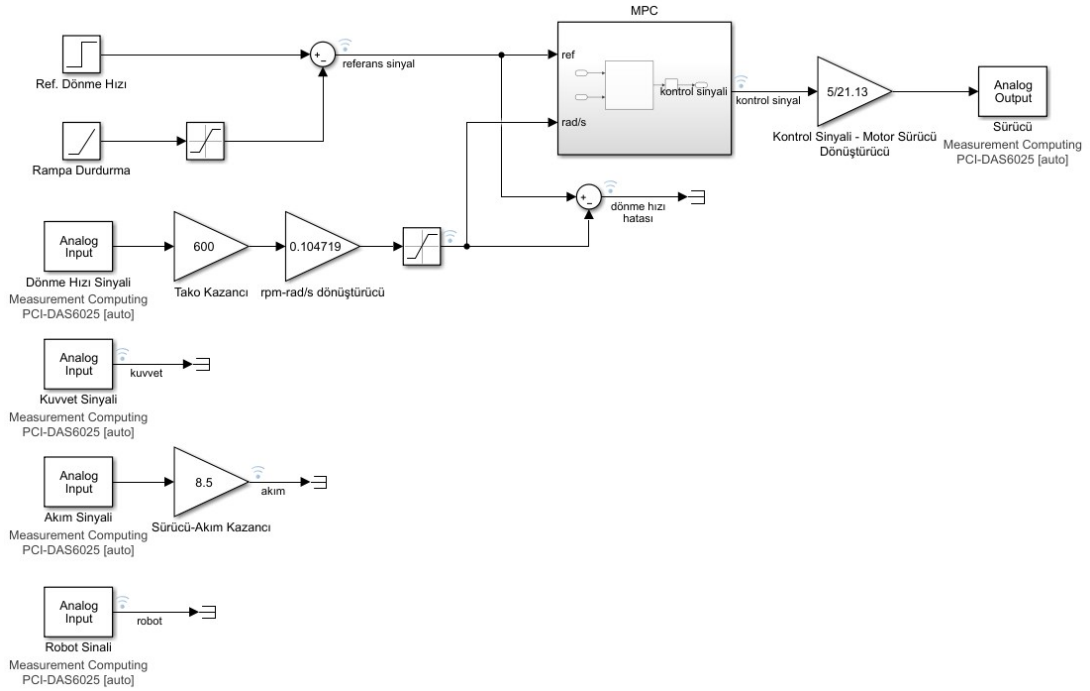 MPC
Ref. Dönme Hızı
referans sinyal
ref
rad/s
kontrol sinyali
kontrol sinyal
5/21.13
Kontrol Sinyali - Motor Sürücü
Dönüştürücü
Analog
Output
Sürücü
Measurement Computing
PCI-DAS6025 [auto]
Rampa Durdurma
dönme hızı
hatası
Analog
Input
Dönme Hızı Sinyali
Measurement Computing
PCI-DAS6025 [auto]
600
Tako Kazancı
0.104719
rpm-rad/s dönüştürücü
Analog
Input
kuvvet
Kuvvet Sinyali
Measurement Computing
PCI-DAS6025 [auto]
Analog
Input
Akım Sinyali
Measurement Computing
PCI-DAS6025 [auto]
8.5
akım
Sürücü-Akım Kazancı
Analog
Input
robot
Robot Sinali
Measurement Computing
PCI-DAS6025 [auto]